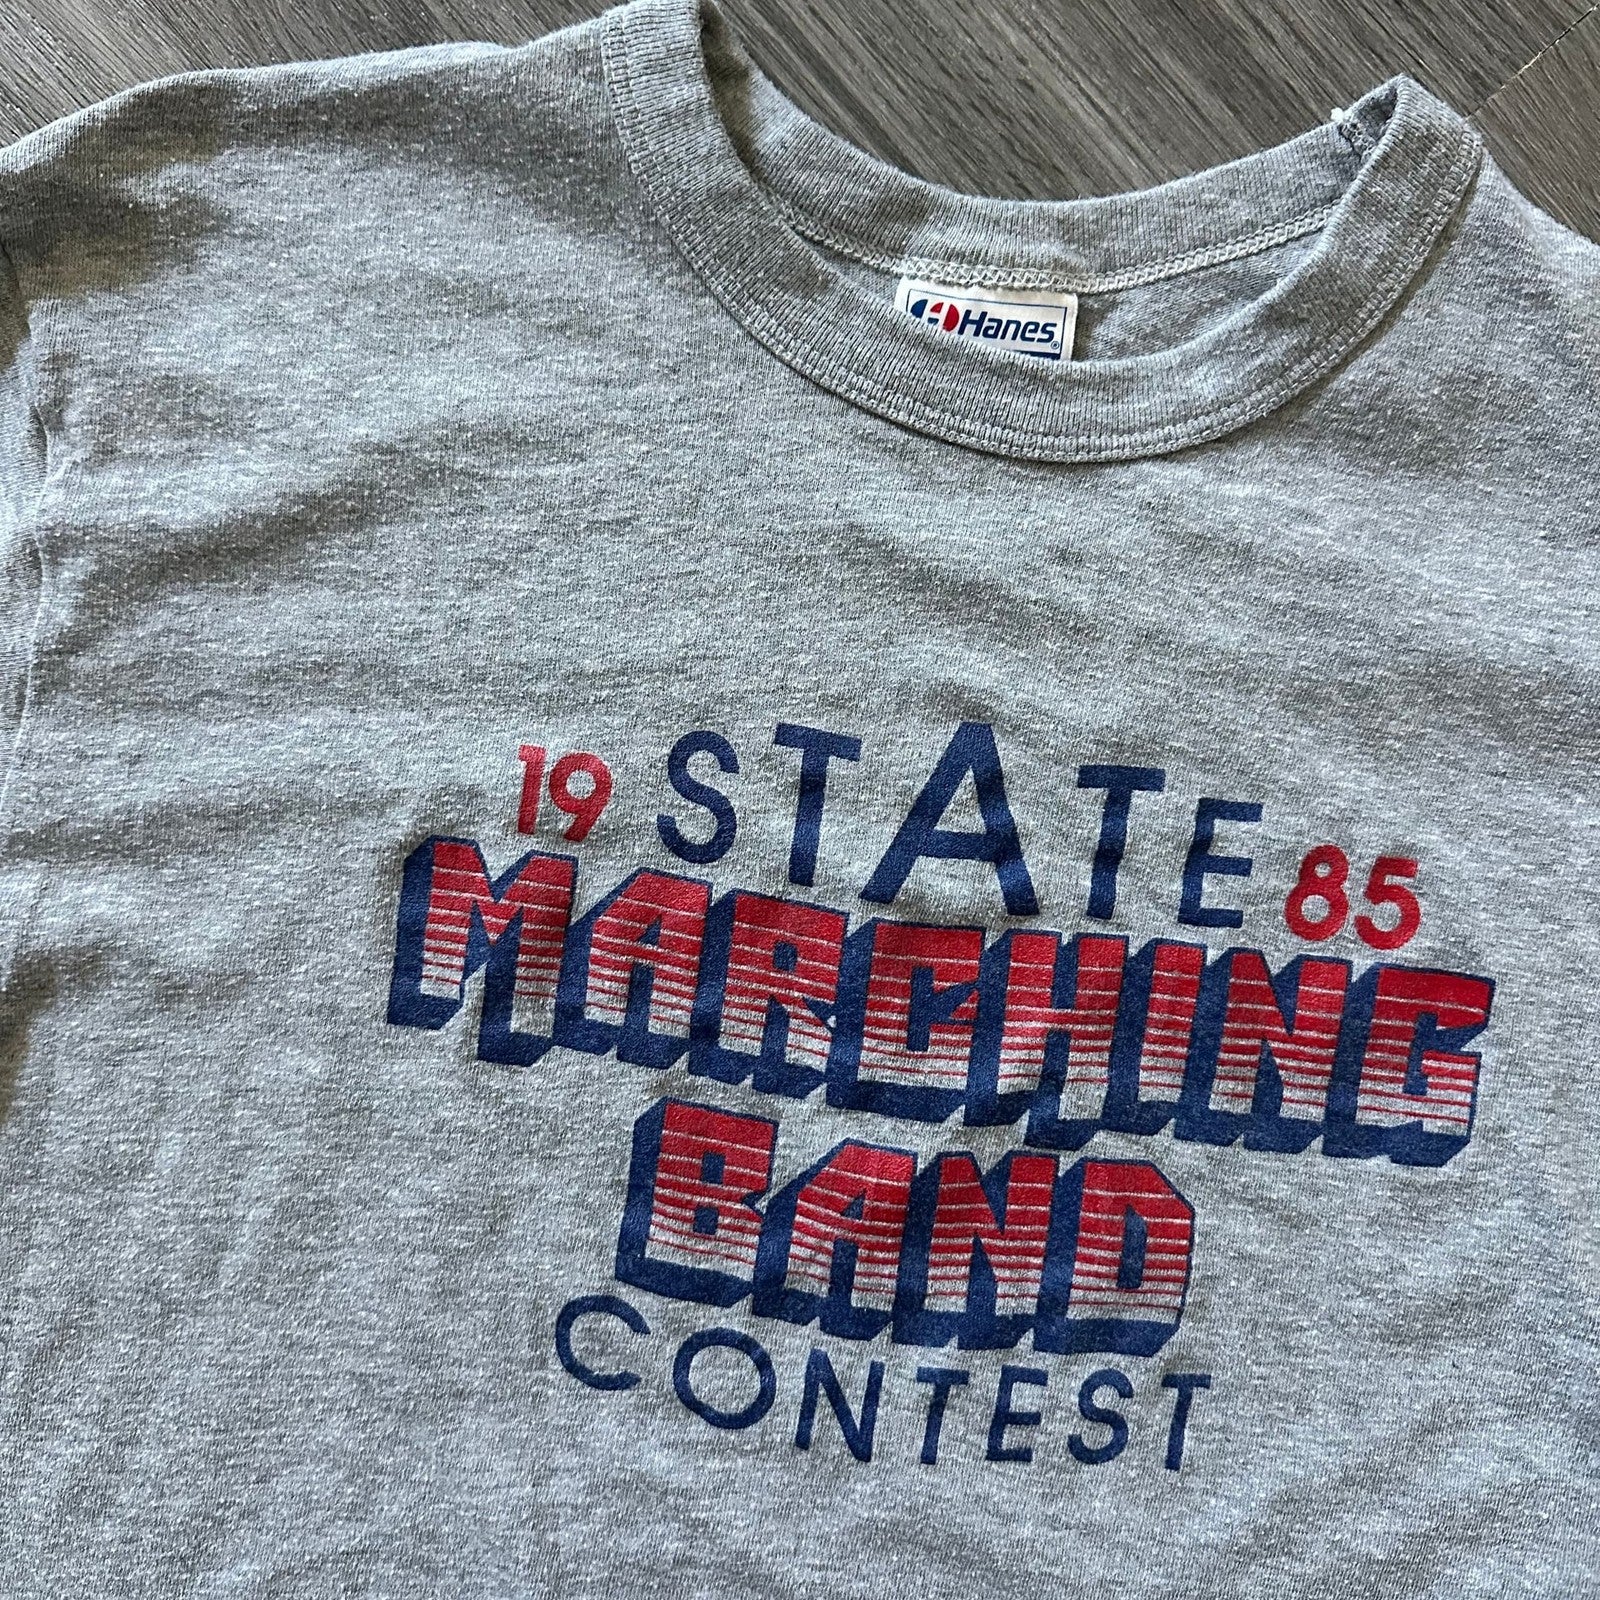 Hanes®
19 STATE 85
MARCHING
BAND
CONTEST